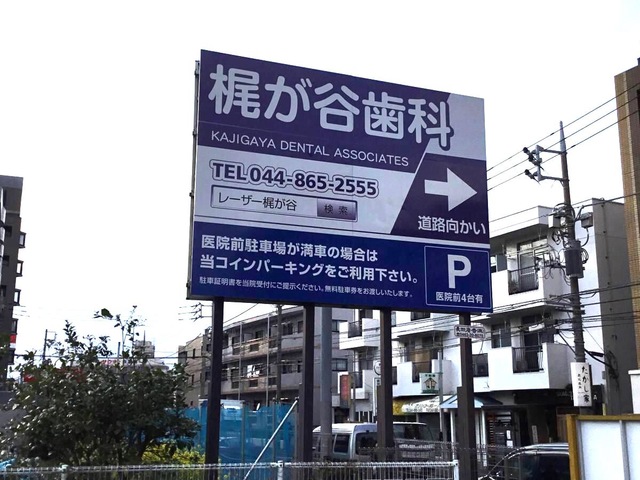 梶が谷歯科
KAJIGAYA DENTAL ASSOCIATES
TEL 044-865-2555
レーザー梶が谷 検索
道路向かい
医院前駐車場が満車の場合は
当コインパーキングをご利用下さい。
駐車証明書を当院受付にご提示ください。無料駐車券をお渡しいたします。
P
医院前4台有